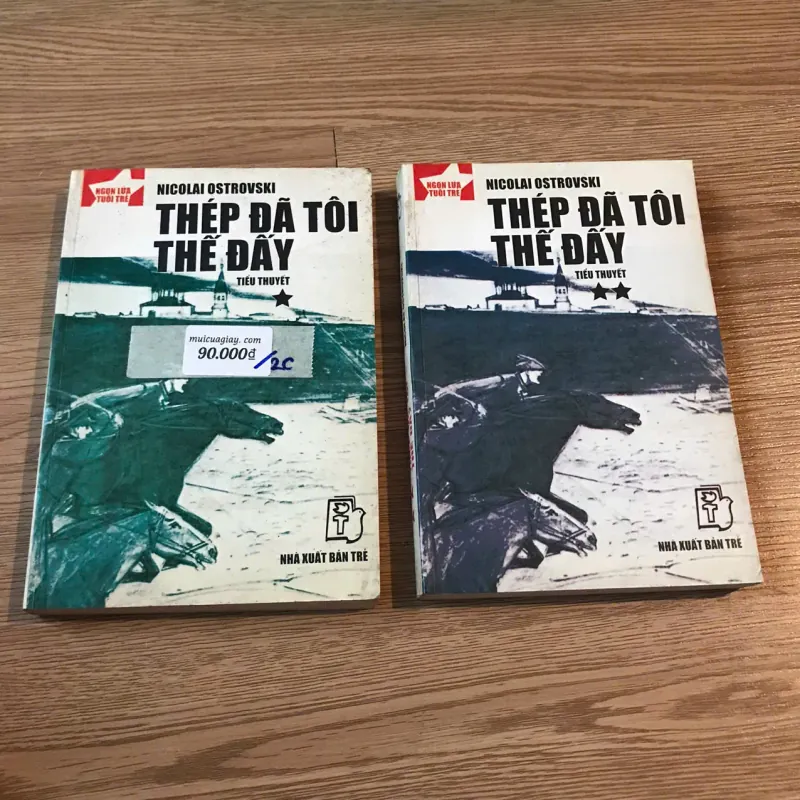 NGỌN LỬA
TUỔI TRẺ
NICOLAI OSTROVSKI
THÉP ĐÃ TÔI
THẾ ĐẤY
TIỂU THUYẾT
muicuagiay. com
90.000₫
/2C
NHÀ XUẤT BẢN TRẺ
NGỌN LỬA
TUỔI TRẺ
NICOLAI OSTROVSKI
THÉP ĐÃ TÔI
THẾ ĐẤY
TIỂU THUYẾT
NHÀ XUẤT BẢN TRẺ